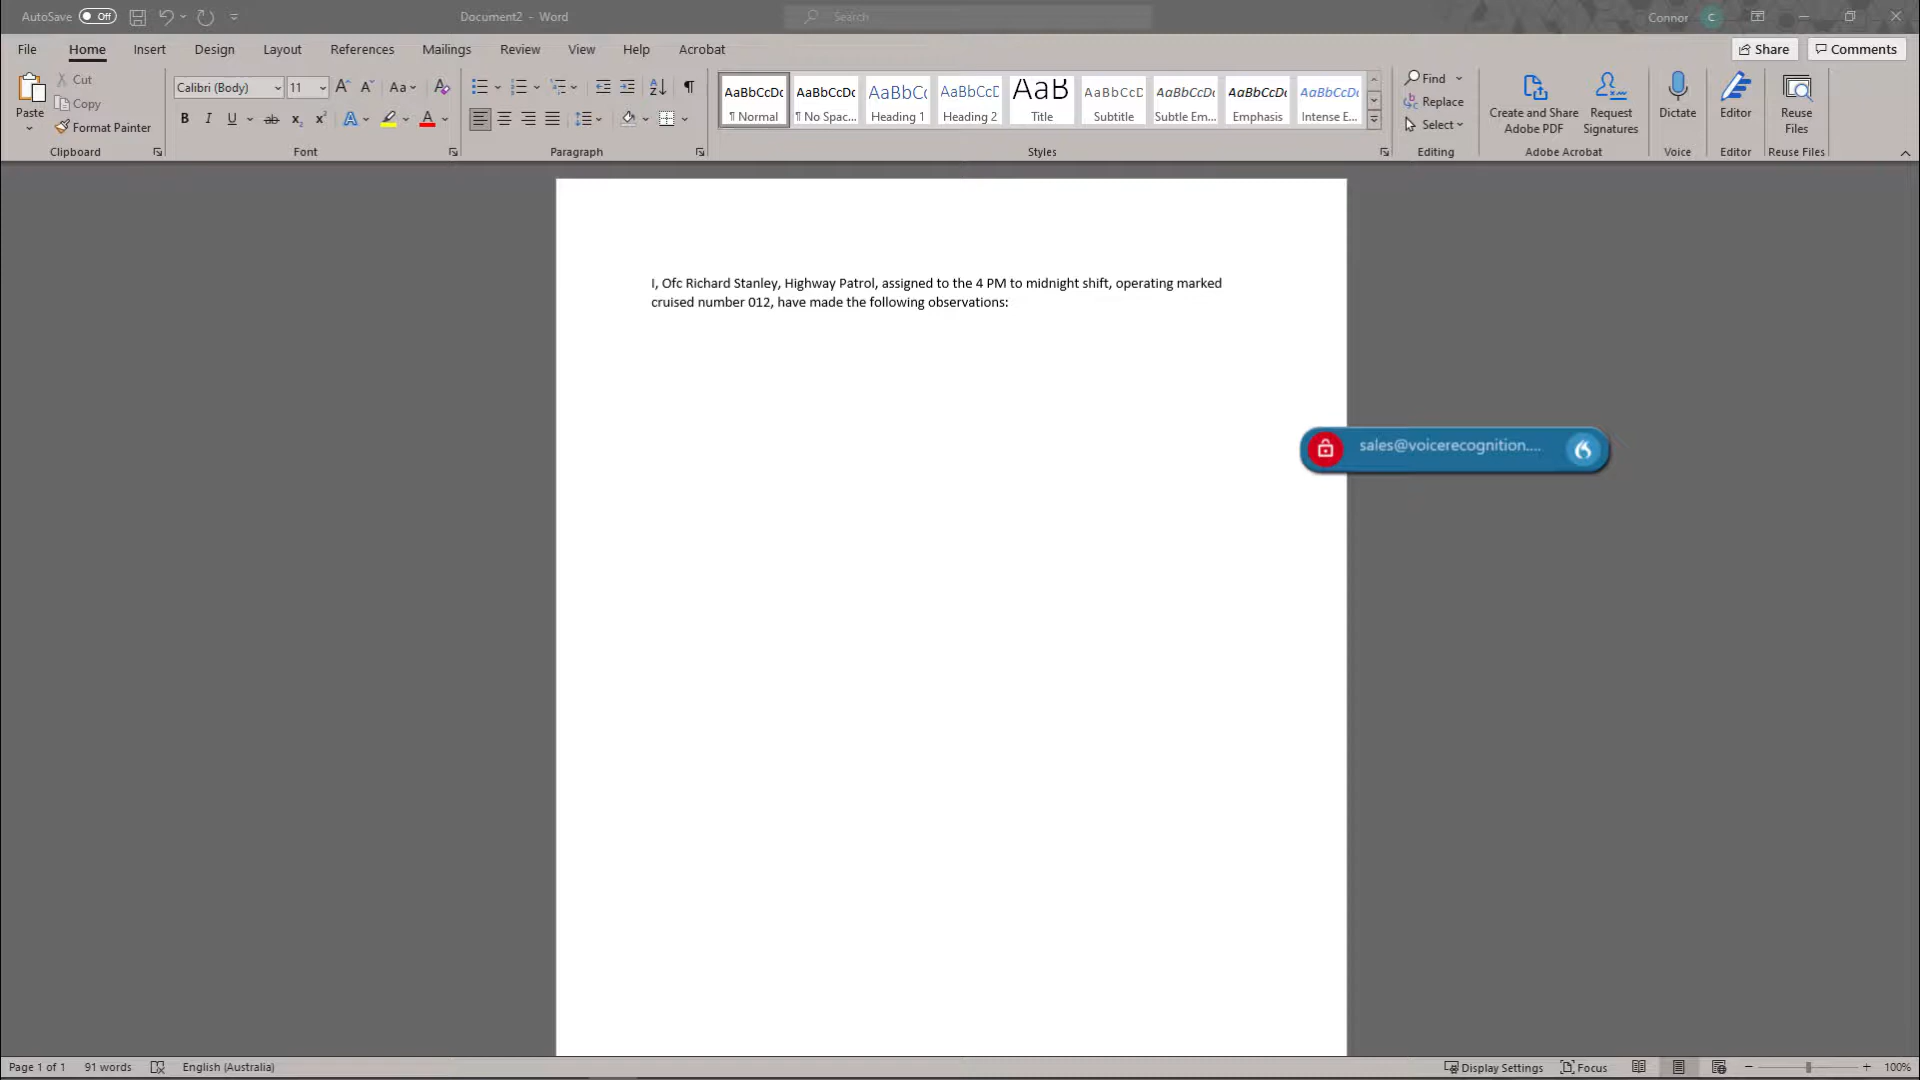 AutoSave Off Document2 - Word Search Connor C
File Home Insert Design Layout References Mailings Review View Help Acrobat Share Comments
Paste
Cut
Copy
Format Painter
Clipboard
Calibri (Body) 11
Font
Paragraph
AaBbCcDc AaBbCcDc AaBbC( AaBbCcD AaB AaBbCcD AaBbCcDt AaBbCcDt AaBbCcDt
¶ Normal ¶ No Spac... Heading 1 Heading 2 Title Subtitle Subtle Em... Emphasis Intense E...
Styles
Find
Replace
Select
Editing
Create and Share
Adobe PDF
Request
Signatures
Adobe Acrobat
Dictate
Voice
Editor
Editor
Reuse
Files
Reuse Files
I, Ofc Richard Stanley, Highway Patrol, assigned to the 4 PM to midnight shift, operating marked
cruised number 012, have made the following observations:
sales@voicerecognition....
Page 1 of 1 91 words English (Australia) Display Settings Focus 100%